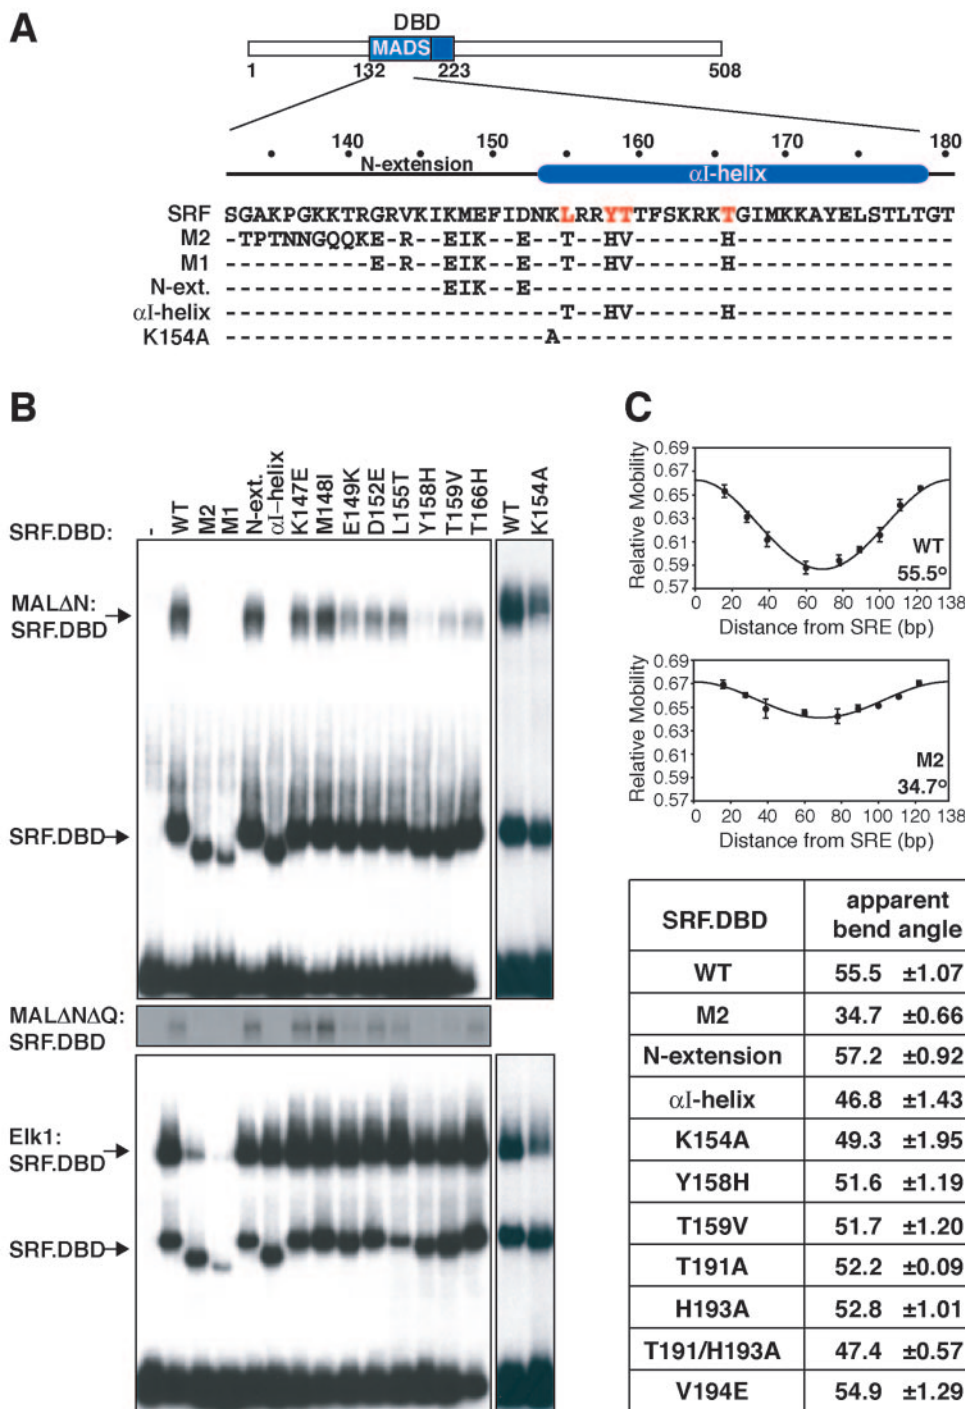 A
DBD
MADS
1 132 223 508
140 150 160 170 180
N-extension αI-helix
SRF SGAKPGKKTRGRVKIKMEFIDNKLRRYTTFSKRKTGIMKKAYELSTLTGT
M2 -TPTNNGQQKE-R--EIK--E--T--HV------H---------------
M1 ----------E-R--EIK--E--T--HV------H---------------
N-ext. ---------------EIK--E-----------------------------
αI-helix -----------------------T--HV------H---------------
K154A ----------------------A---------------------------
B
SRF.DBD: - WT M2 M1 N-ext. αI-helix K147E M148I E149K D152E L155T Y158H T159V T166H WT K154A
MALΔN:
SRF.DBD
SRF.DBD
MALΔNΔQ:
SRF.DBD
Elk1:
SRF.DBD
SRF.DBD
C
Relative Mobility
0.69
0.66
0.63
0.61
0.59
0.57
WT
55.5º
0 20 40 60 80 100 120 138
Distance from SRE (bp)
Relative Mobility
0.69
0.66
0.63
0.61
0.59
0.57
M2
34.7º
0 20 40 60 80 100 120 138
Distance from SRE (bp)
SRF.DBD apparent bend angle
WT 55.5 ±1.07
M2 34.7 ±0.66
N-extension 57.2 ±0.92
αI-helix 46.8 ±1.43
K154A 49.3 ±1.95
Y158H 51.6 ±1.19
T159V 51.7 ±1.20
T191A 52.2 ±0.09
H193A 52.8 ±1.01
T191/H193A 47.4 ±0.57
V194E 54.9 ±1.29